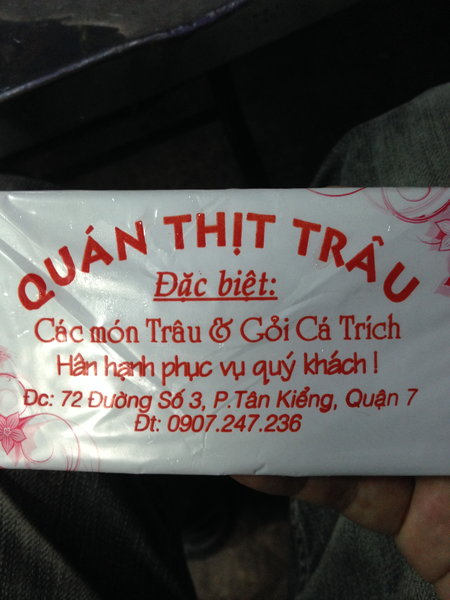 QUÁN THỊT TRÂU
Đặc biệt:
Các món Trâu & Gỏi Cá Trích
Hân hạnh phục vụ quý khách !
Đc: 72 Đường Số 3, P.Tân Kiểng, Quận 7
Đt: 0907.247.236